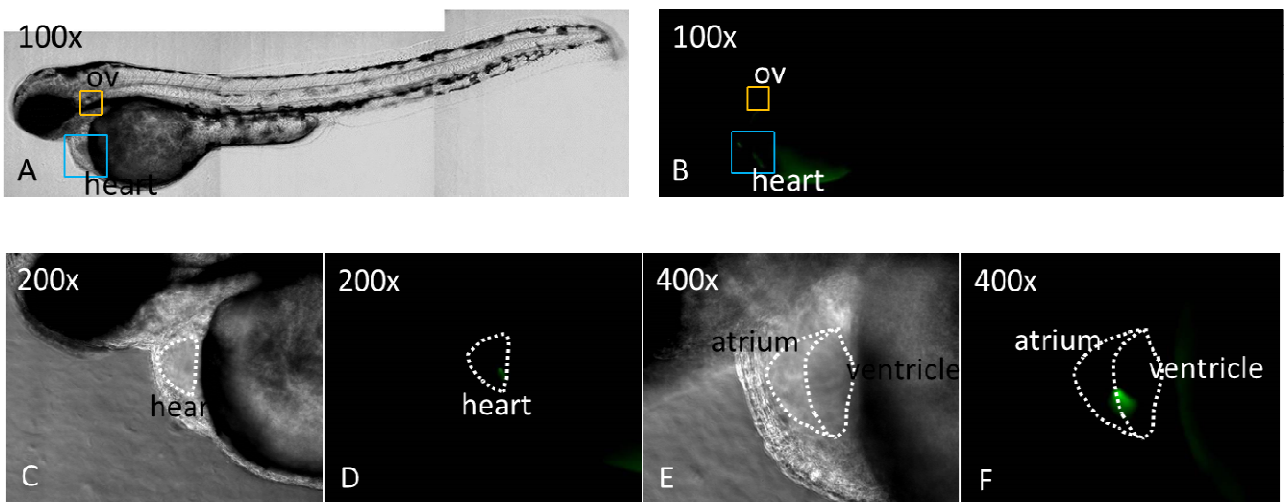 100x
ov
A
heart
100x
ov
B
heart
200x
hear
C
200x
heart
D
400x
atrium
ventricle
E
400x
atrium
ventricle
F